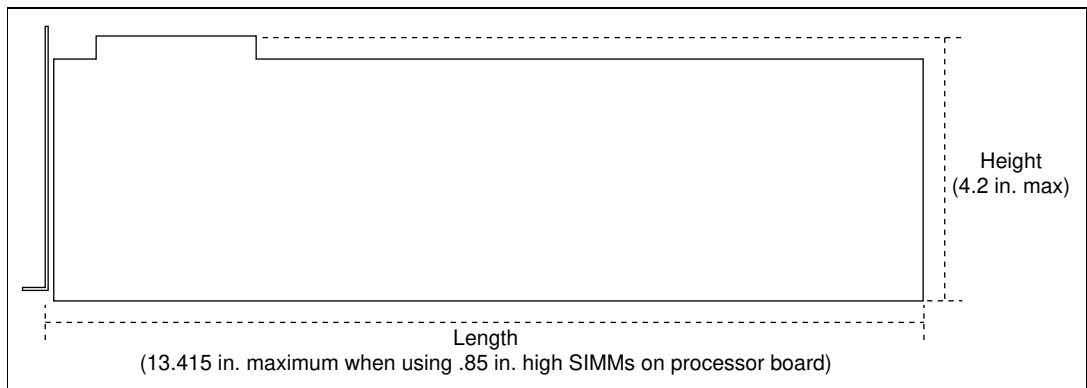 Height
(4.2 in. max)
Length
(13.415 in. maximum when using .85 in. high SIMMs on processor board)